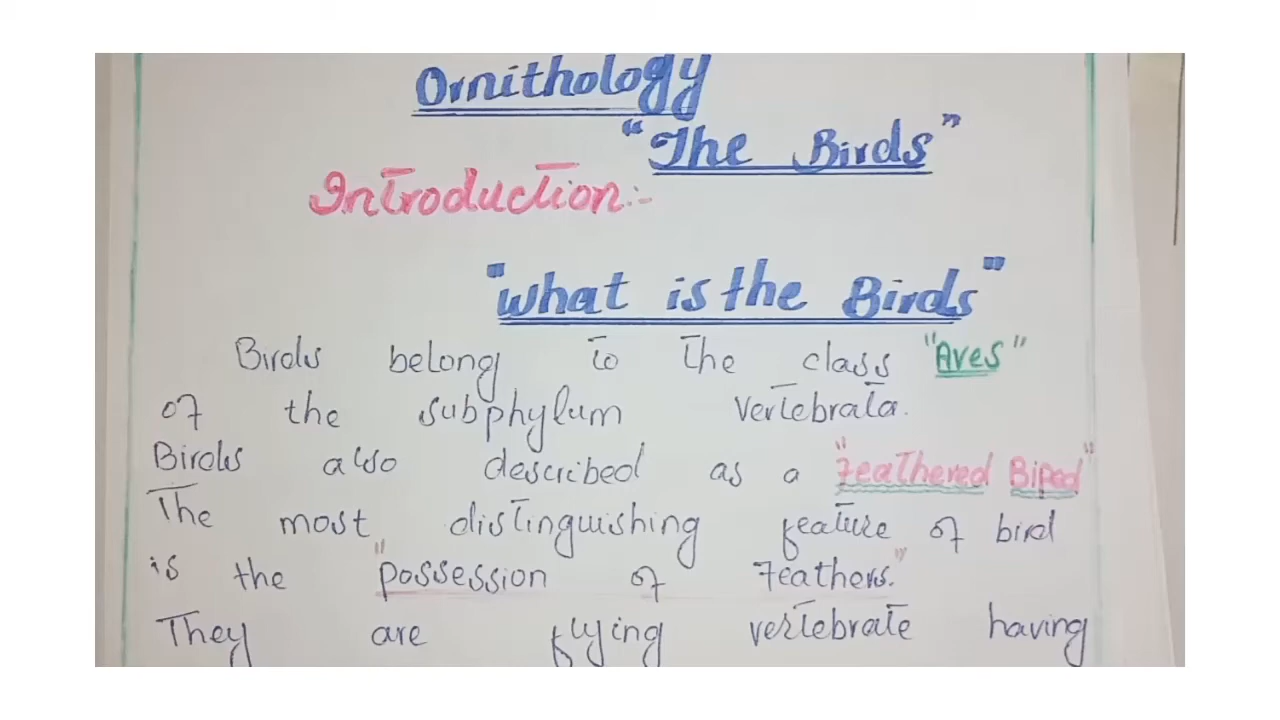 Ornithology
"The Birds"
Introduction:-
"What is the Birds"
Birds belong to the class "Aves"
of the subphylum vertebrata.
Birds also described as a "Feathered Biped"
The most distinguishing feature of bird
is the "possession of Feathers."
They are flying vertebrate having